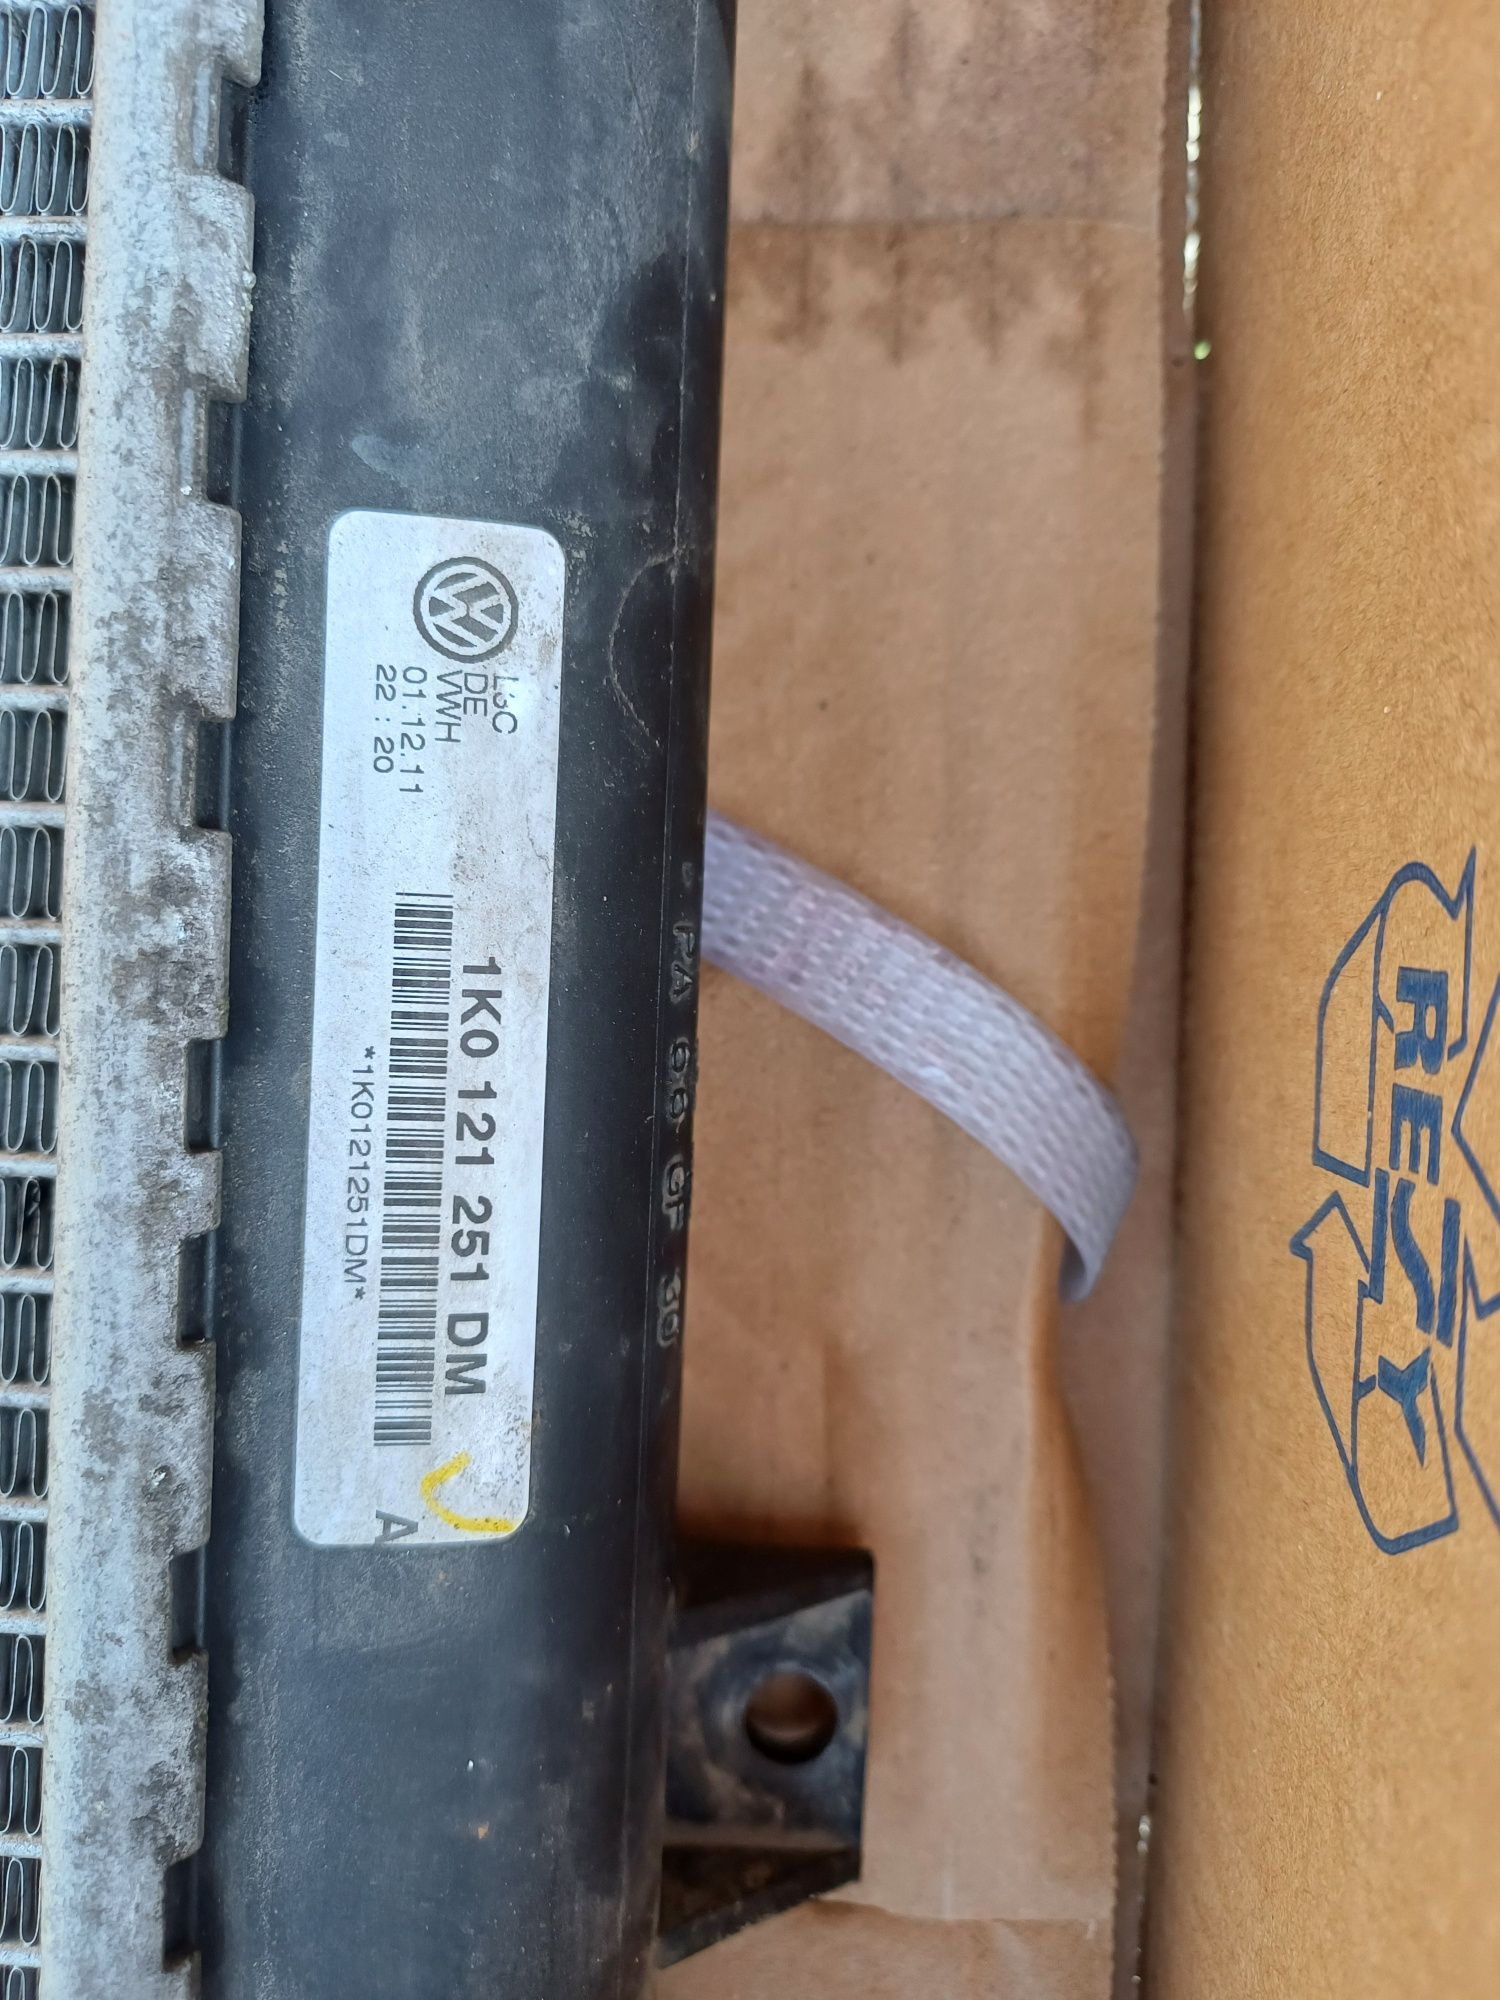 DE
VWH
01.12.11
22 : 20
1K0 121 251 DM
*1K0121251DM*
A
PA 66 GF 30
RESY